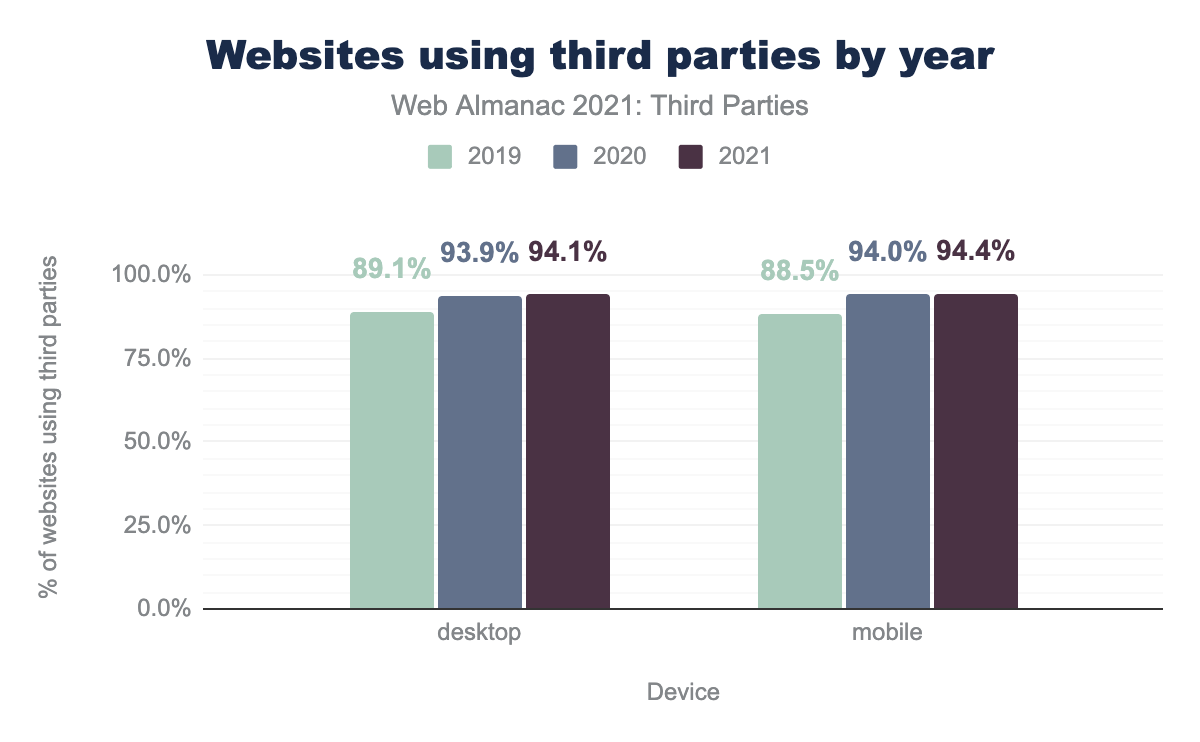 Websites using third parties by year
Web Almanac 2021: Third Parties
2019 2020 2021
% of websites using third parties
100.0%
75.0%
50.0%
25.0%
0.0%
89.1% 93.9% 94.1% 88.5% 94.0% 94.4%
desktop mobile
Device